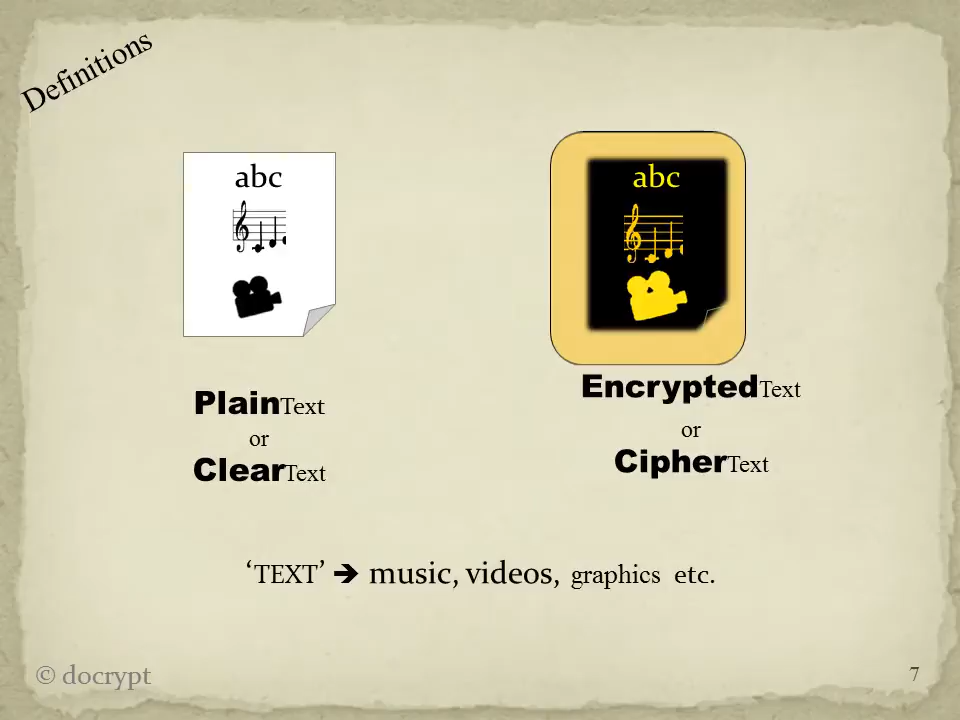 Definitions
abc
abc
PlainText
or
ClearText
EncryptedText
or
CipherText
‘TEXT’ ➔ music, videos, graphics etc.
© docrypt
7